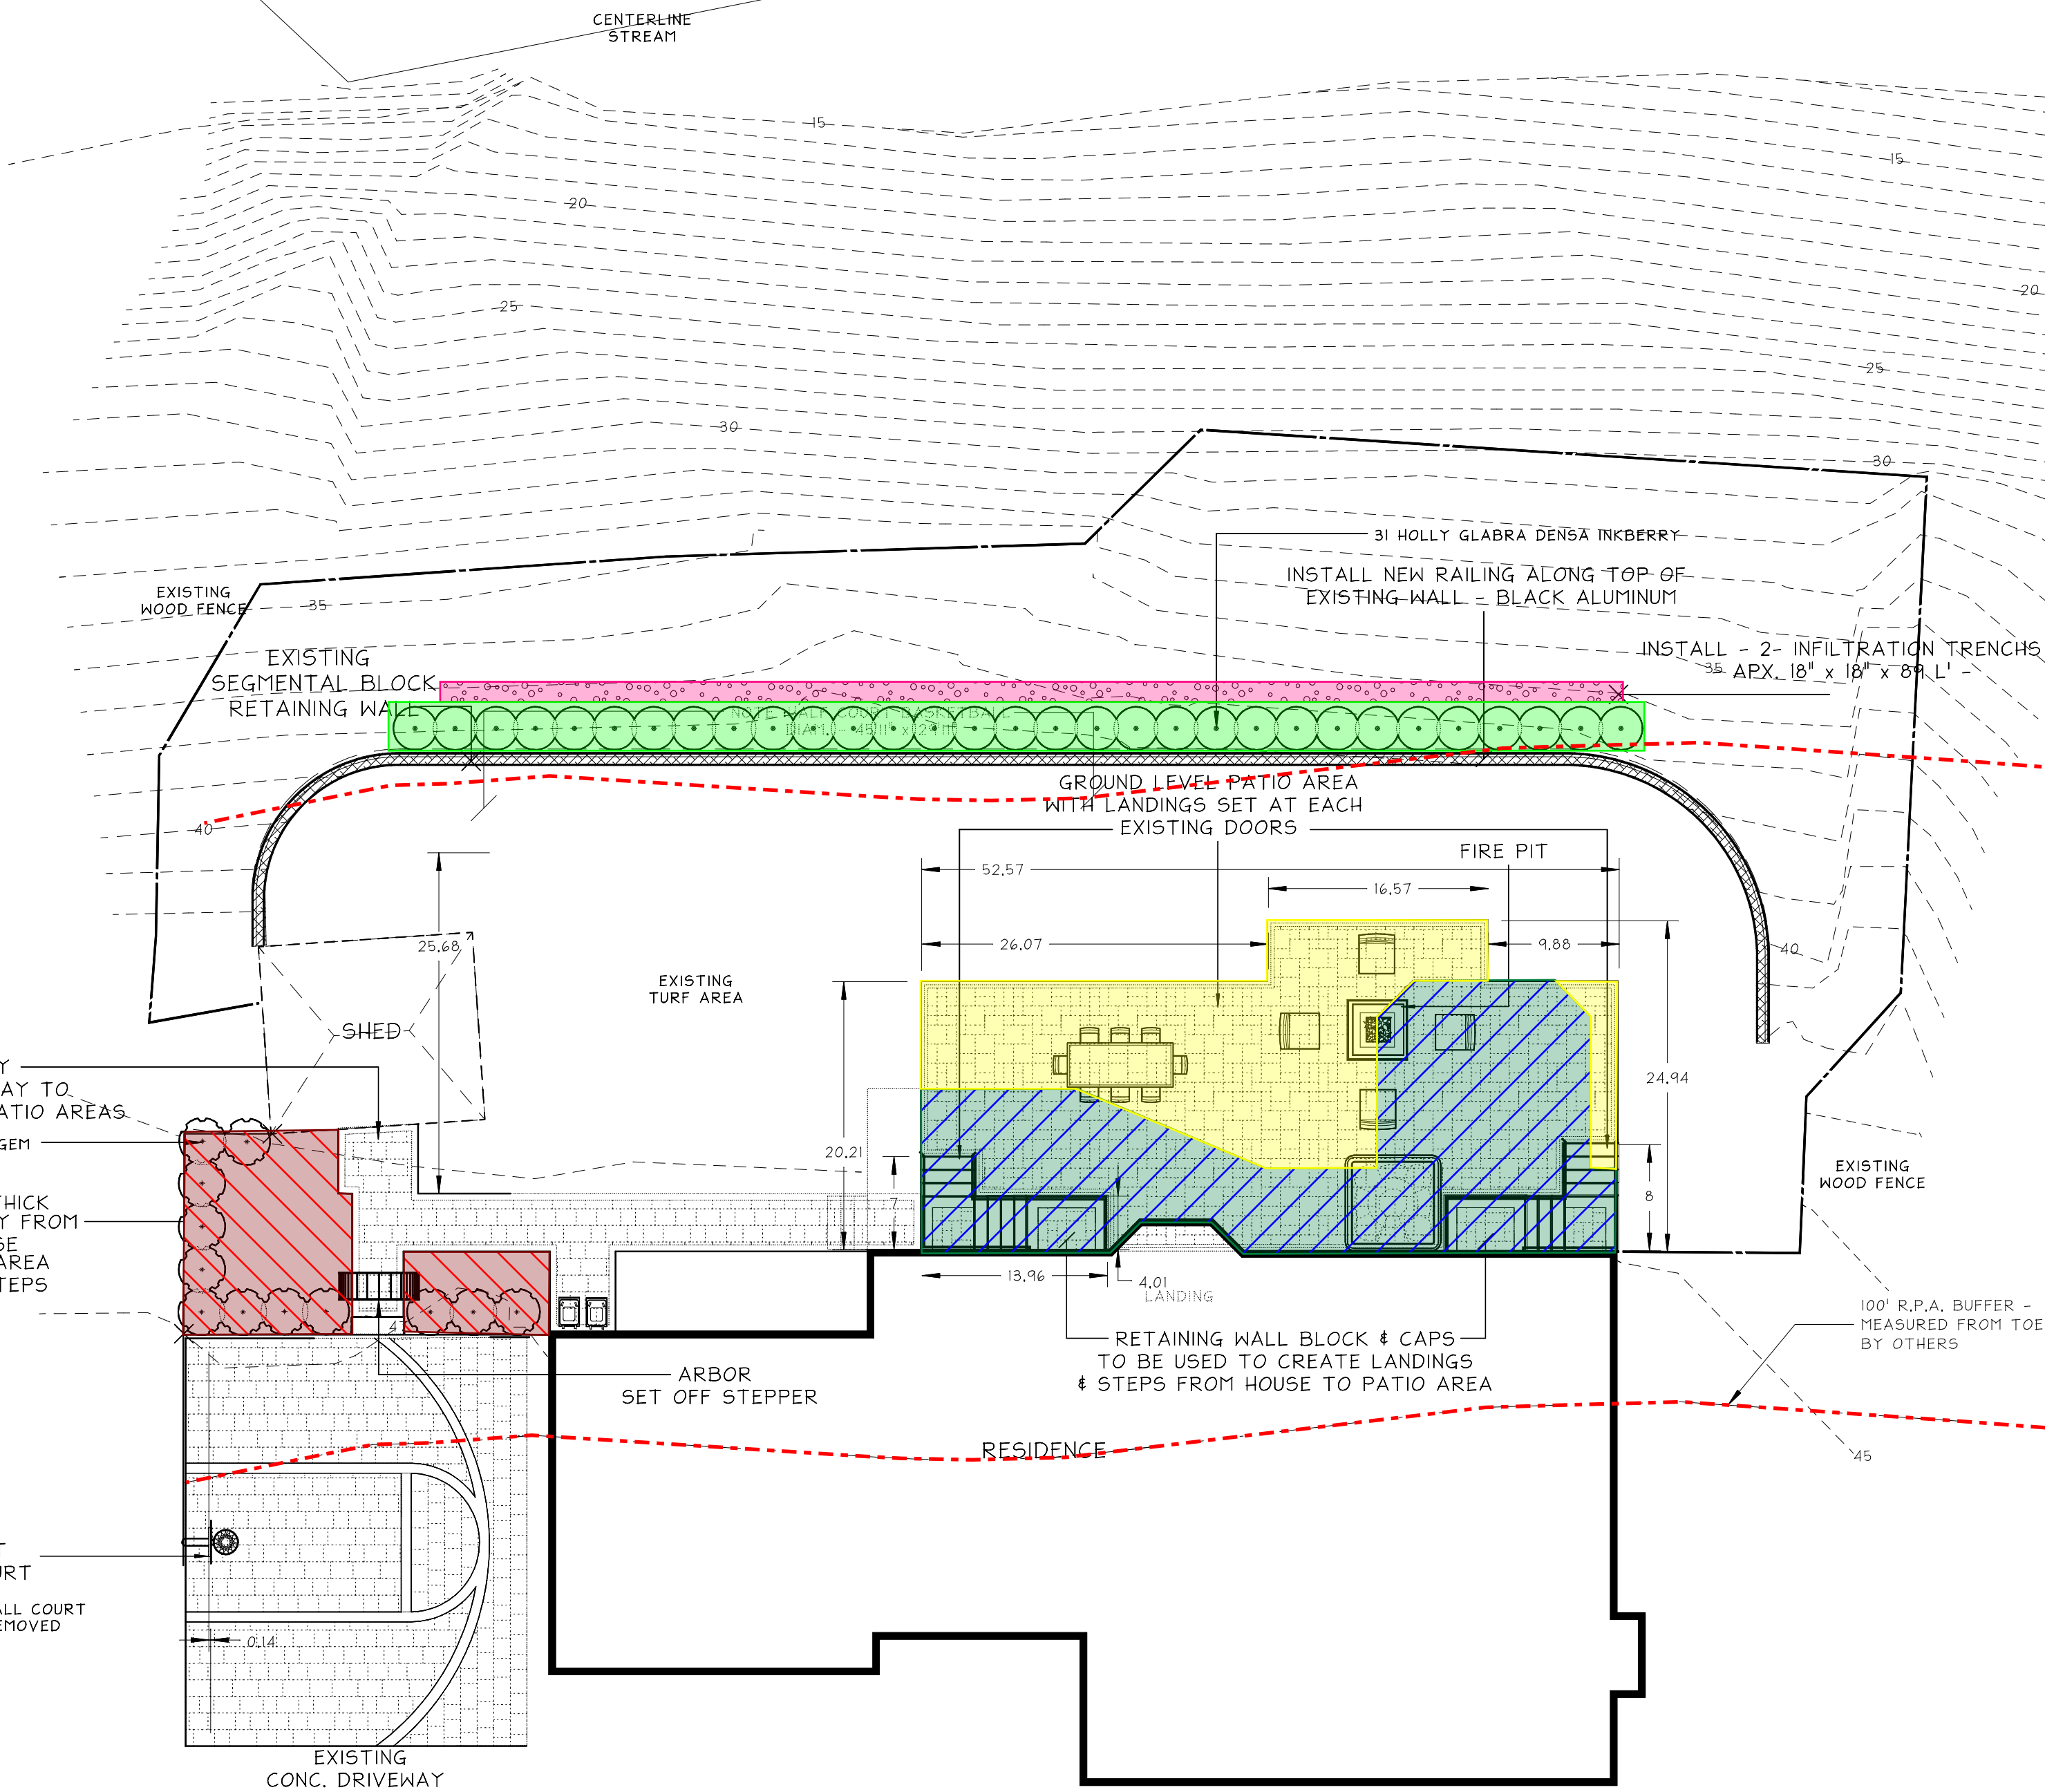 CENTERLINE
STREAM
15
15
20
20
25
25
30
30
31 HOLLY GLABRA DENSA INKBERRY
INSTALL NEW RAILING ALONG TOP OF
EXISTING WALL - BLACK ALUMINUM
EXISTING
WOOD FENCE
35
EXISTING
SEGMENTAL BLOCK
RETAINING WALL
INSTALL - 2- INFILTRATION TRENCHS
APX. 18" x 18" x 89 L' -
35
NOTE HALF COURT BASKETBALL
GROUND LEVEL PATIO AREA
WITH LANDINGS SET AT EACH
EXISTING DOORS
40
FIRE PIT
52.57
16.57
26.07
9.88
25.68
40
EXISTING
TURF AREA
SHED
Y
AY TO
ATIO AREAS
GEM
24.94
20.21
7
8
EXISTING
WOOD FENCE
THICK
Y FROM
SE
AREA
TEPS
13.96
4.01
LANDING
4
100' R.P.A. BUFFER -
MEASURED FROM TOE
BY OTHERS
RETAINING WALL BLOCK & CAPS
TO BE USED TO CREATE LANDINGS
& STEPS FROM HOUSE TO PATIO AREA
ARBOR
SET OFF STEPPER
RESIDENCE
45
URT
ALL COURT
EMOVED
0.14
EXISTING
CONC. DRIVEWAY